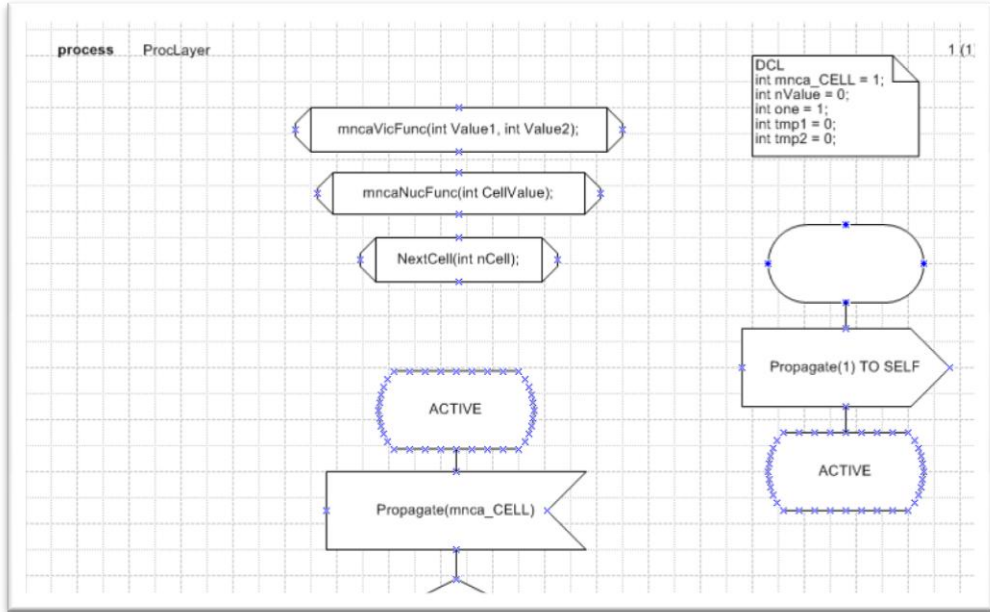 process ProcLayer
1 (1)
DCL
int mnca_CELL = 1;
int nValue = 0;
int one = 1;
int tmp1 = 0;
int tmp2 = 0;
mncaVicFunc(int Value1, int Value2);
mncaNucFunc(int CellValue);
NextCell(int nCell);
Propagate(1) TO SELF
ACTIVE
ACTIVE
Propagate(mnca_CELL)